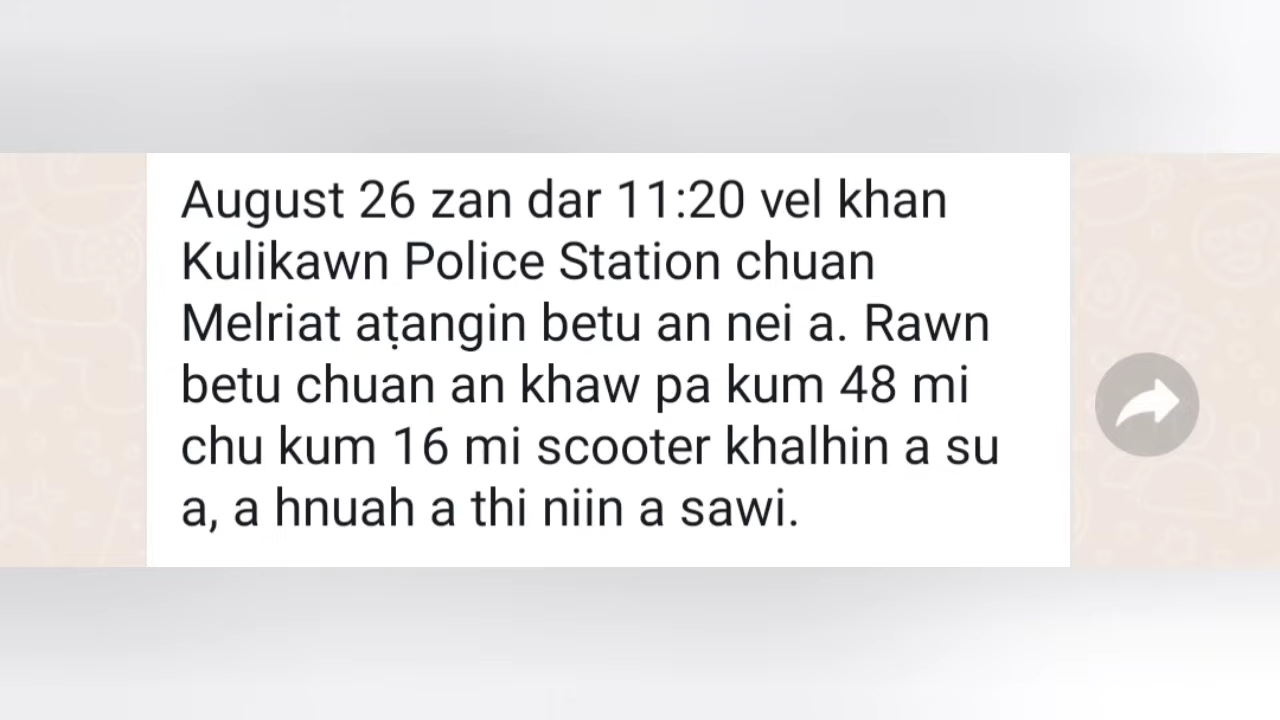 August 26 zan dar 11:20 vel khan
Kulikawn Police Station chuan
Melriat aṭangin betu an nei a. Rawn
betu chuan an khaw pa kum 48 mi
chu kum 16 mi scooter khalhin a su
a, a hnuah a thi niin a sawi.